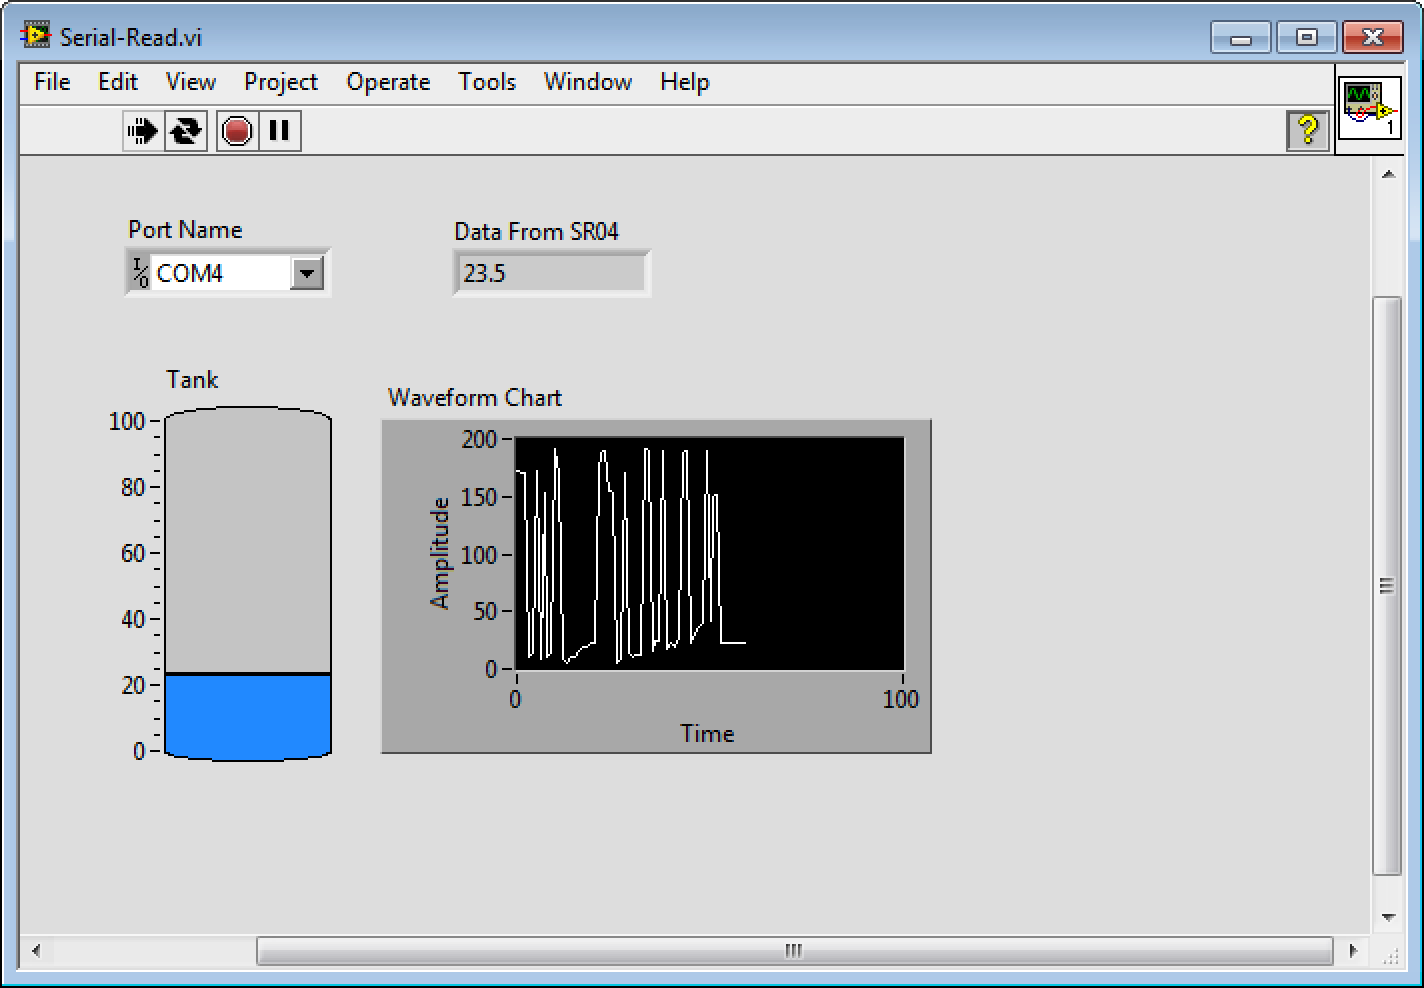 Serial-Read.vi
File Edit View Project Operate Tools Window Help
?
1
Port Name
I/O COM4
Data From SR04
23.5
Tank
100
80
60
40
20
0
Waveform Chart
Amplitude
200
150
100
50
0
0 100
Time